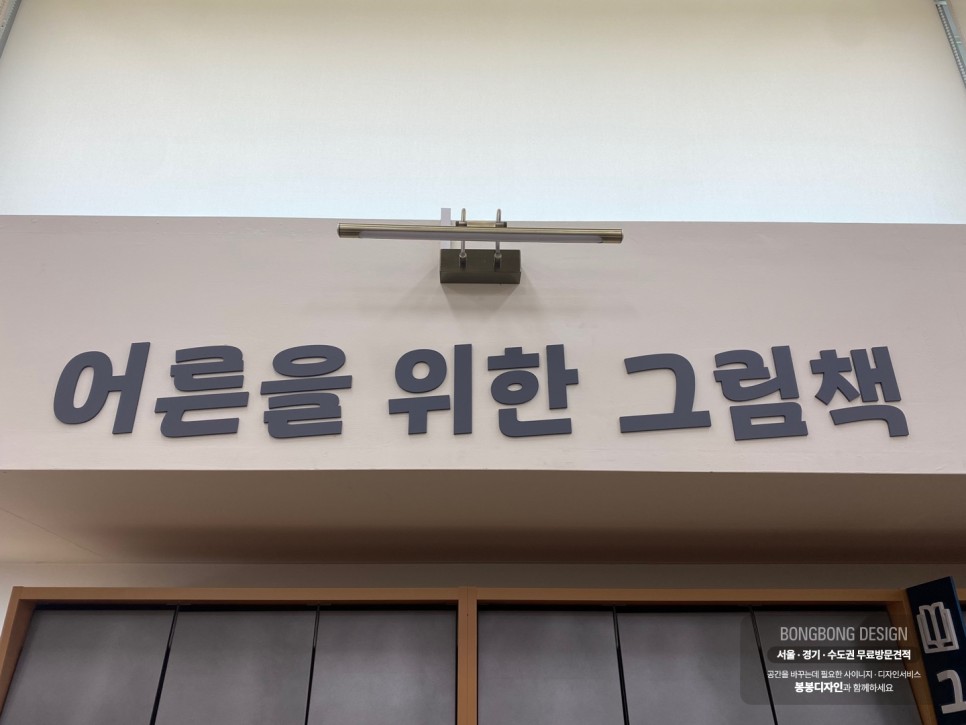 어른을 위한 그림책
BONGBONG DESIGN
서울 · 경기 · 수도권 무료방문견적
공간을 바꾸는데 필요한 사이니지 · 디자인서비스
봉봉디자인과 함께하세요
그